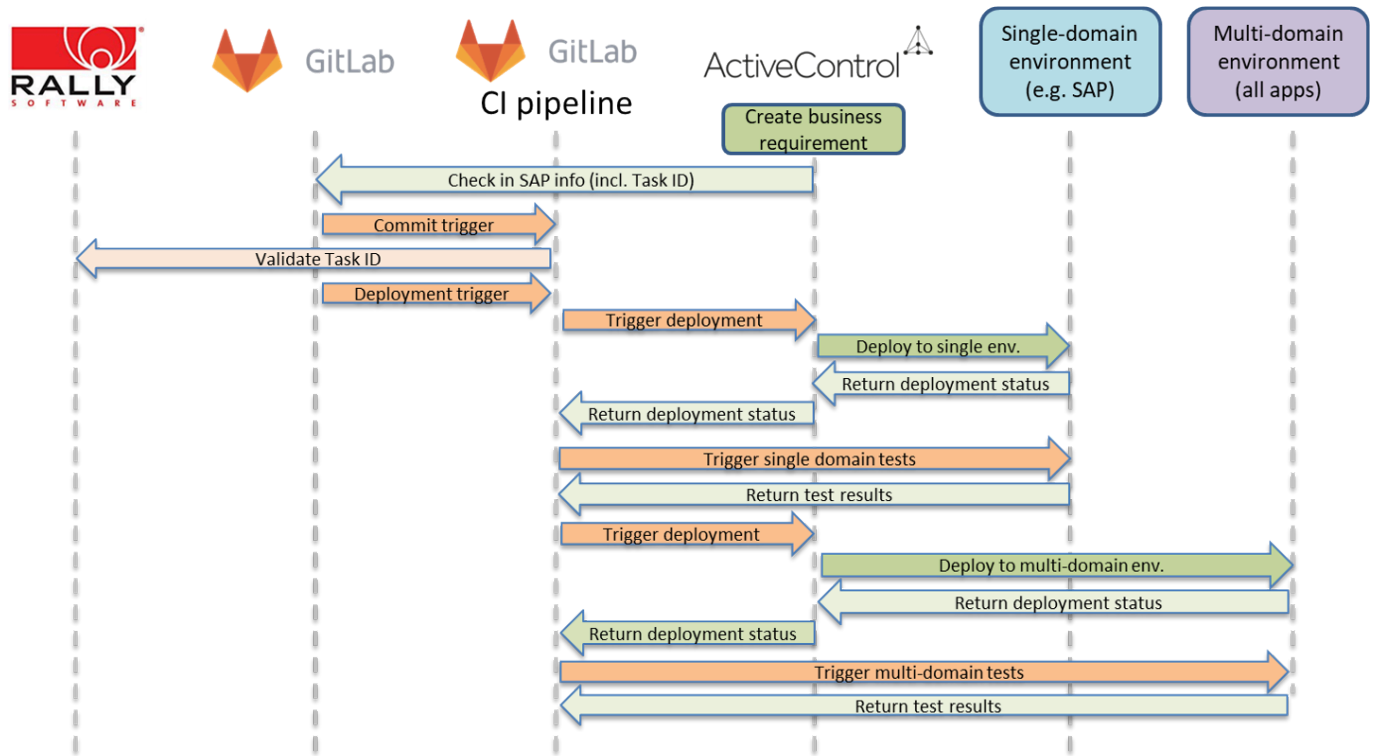 RALLY
SOFTWARE
GitLab
GitLab
CI pipeline
ActiveControl
Create business
requirement
Single-domain
environment
(e.g. SAP)
Multi-domain
environment
(all apps)
Check in SAP info (incl. Task ID)
Commit trigger
Validate Task ID
Deployment trigger
Trigger deployment
Deploy to single env.
Return deployment status
Return deployment status
Trigger single domain tests
Return test results
Trigger deployment
Deploy to multi-domain env.
Return deployment status
Return deployment status
Trigger multi-domain tests
Return test results